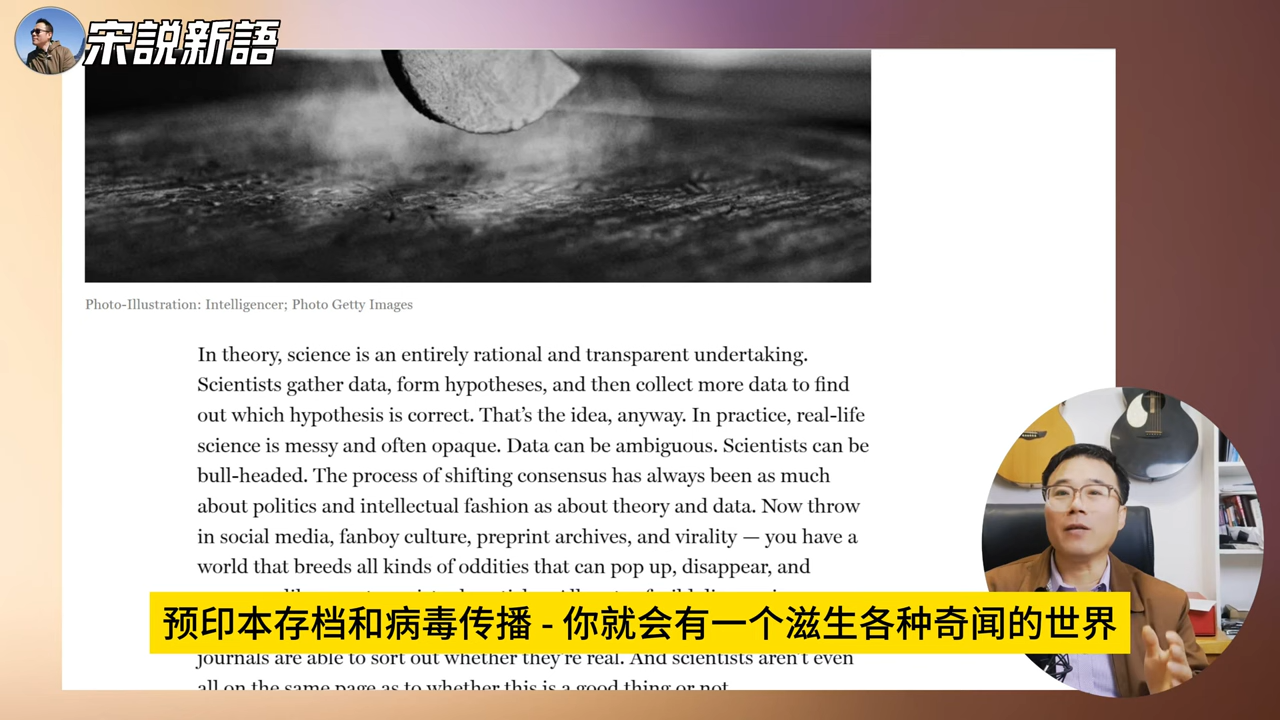 宋説新語
Photo-Illustration: Intelligencer; Photo Getty Images
In theory, science is an entirely rational and transparent undertaking.
Scientists gather data, form hypotheses, and then collect more data to find
out which hypothesis is correct. That's the idea, anyway. In practice, real-life
science is messy and often opaque. Data can be ambiguous. Scientists can be
bull-headed. The process of shifting consensus has always been as much
about politics and intellectual fashion as about theory and data. Now throw
in social media, fanboy culture, preprint archives, and virality — you have a
world that breeds all kinds of oddities that can pop up, disappear, and
预印本存档和病毒传播 - 你就会有一个滋生各种奇闻的世界
journals are able to sort out whether they're real. And scientists aren't even
all on the same page as to whether this is a good thing or not.